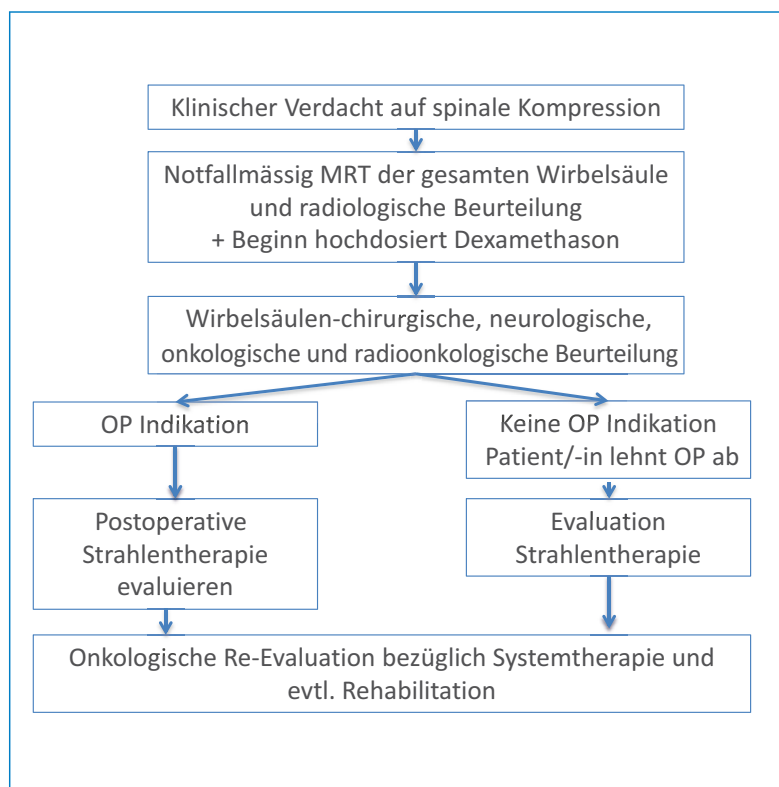 Klinischer Verdacht auf spinale Kompression
Notfallmässig MRT der gesamten Wirbelsäule
und radiologische Beurteilung
+ Beginn hochdosiert Dexamethason
Wirbelsäulen-chirurgische, neurologische,
onkologische und radioonkologische Beurteilung
OP Indikation
Keine OP Indikation
Patient/-in lehnt OP ab
Postoperative
Strahlentherapie
evaluieren
Evaluation
Strahlentherapie
Onkologische Re-Evaluation bezüglich Systemtherapie und
evtl. Rehabilitation